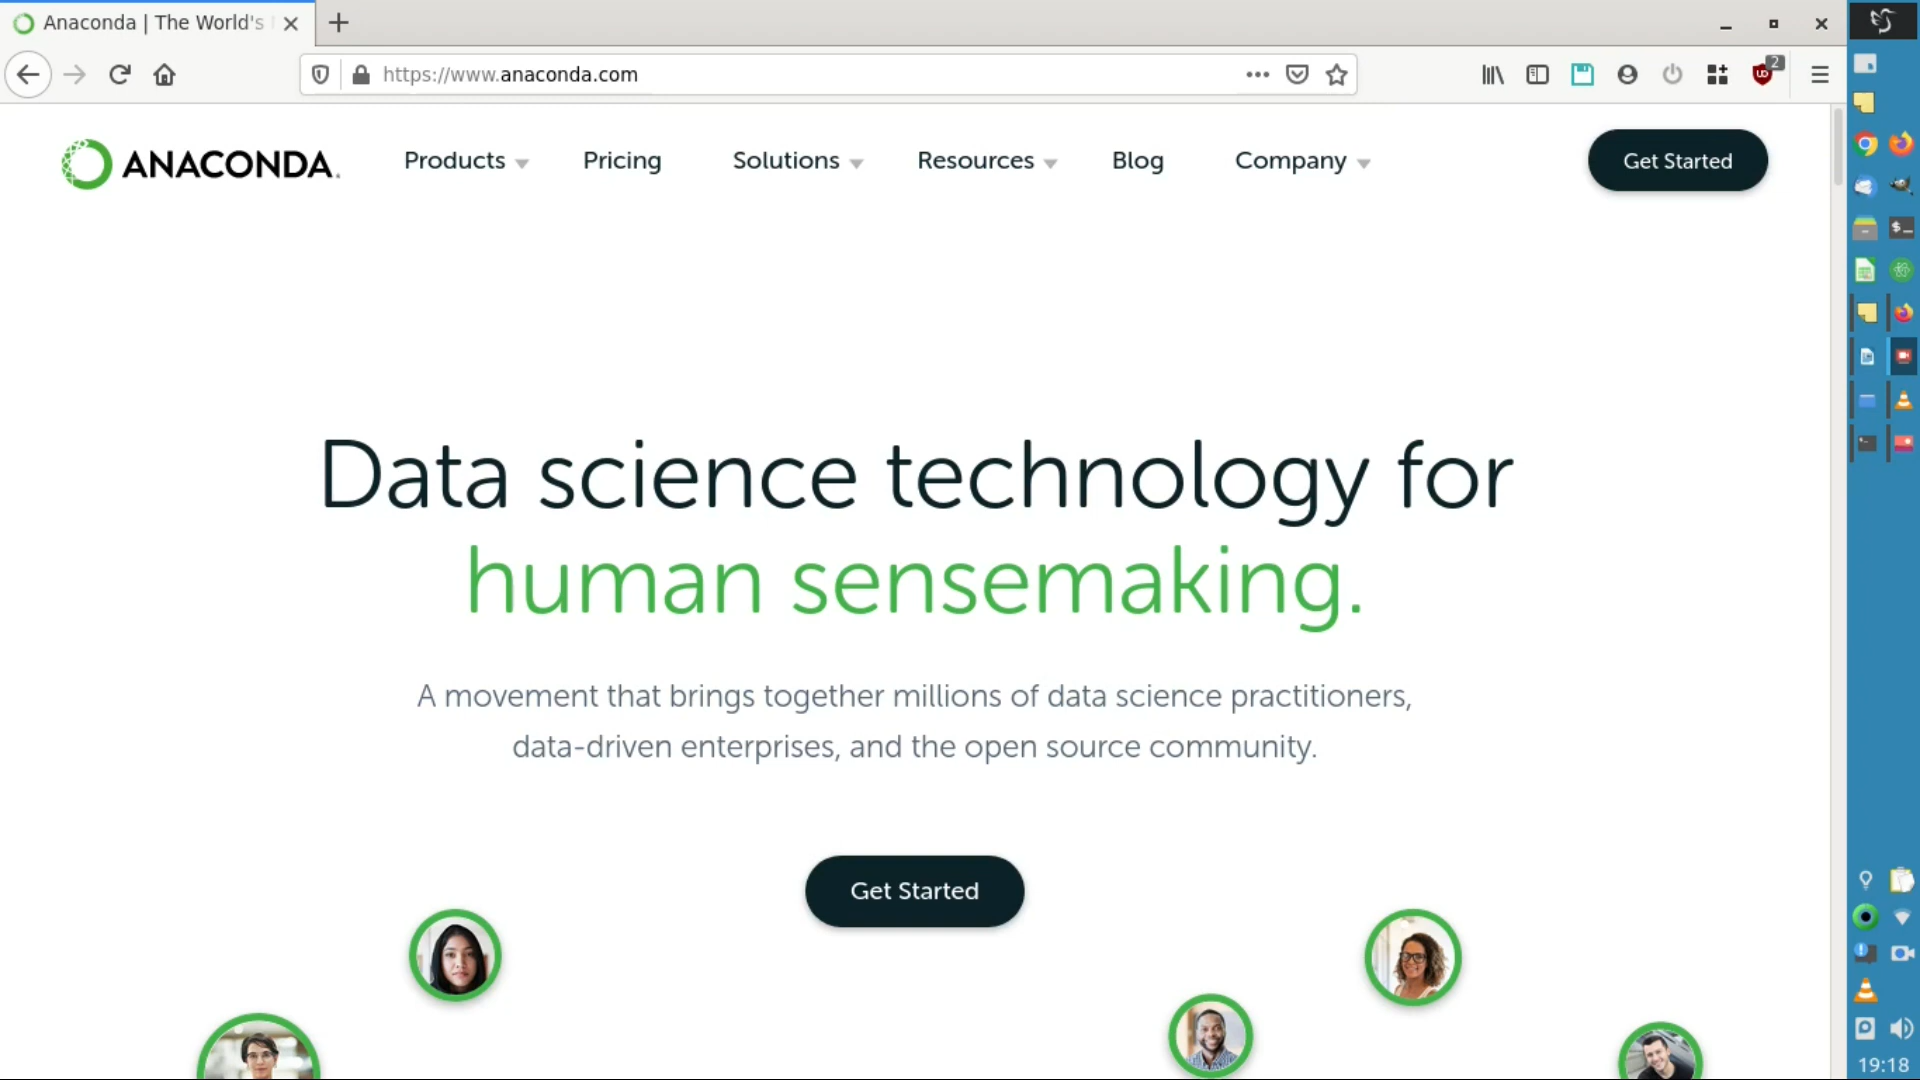 Anaconda | The World's
https://www.anaconda.com
2
ANACONDA.
Products
Pricing
Solutions
Resources
Blog
Company
Get Started
Data science technology for
human sensemaking.
A movement that brings together millions of data science practitioners,
data-driven enterprises, and the open source community.
Get Started
19:18